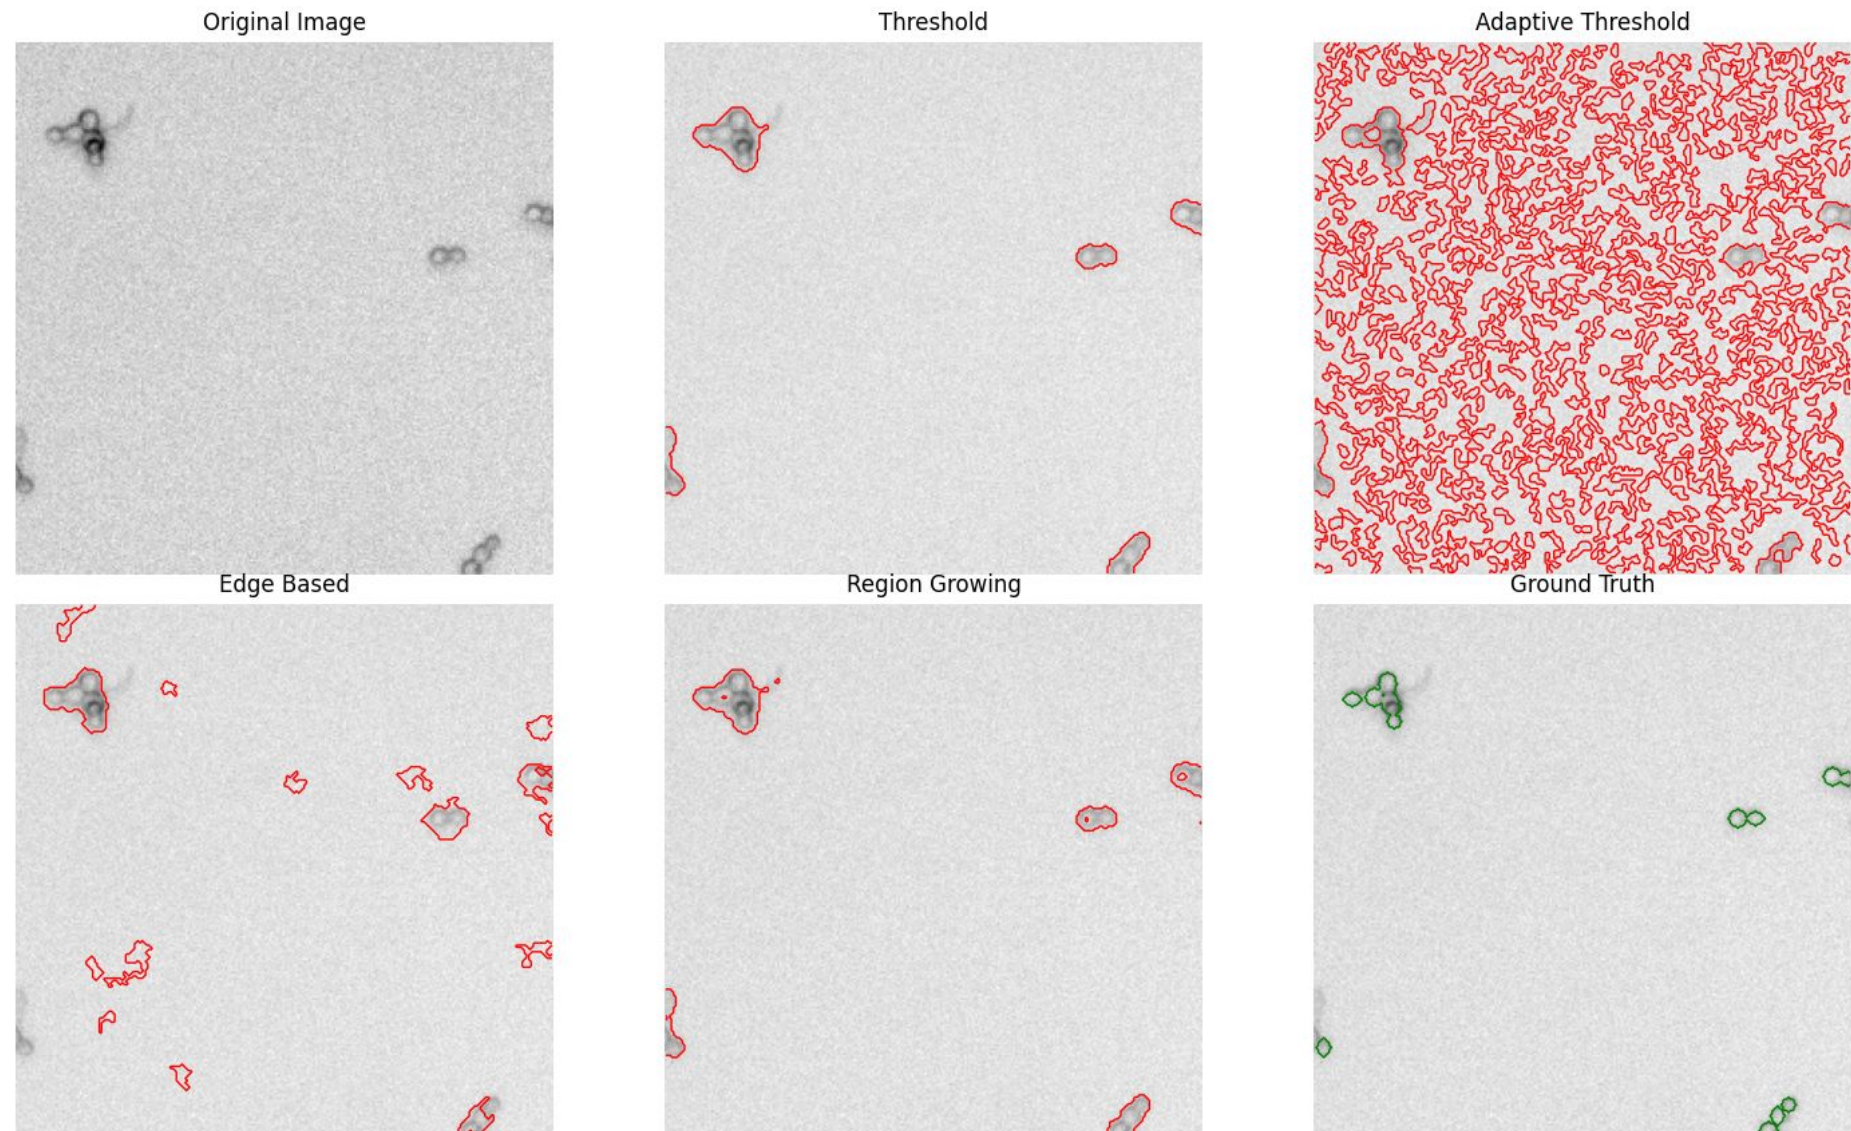 Original Image
Threshold
Adaptive Threshold
Edge Based
Region Growing
Ground Truth